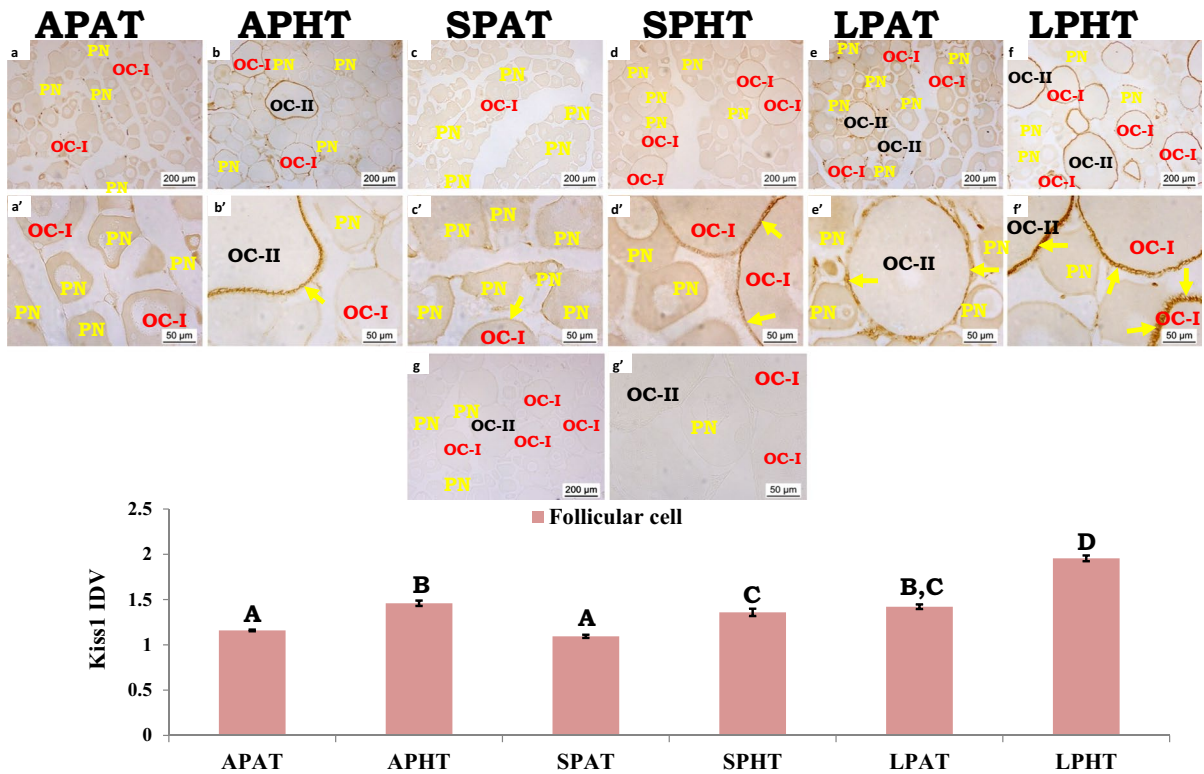 APAT APHT SPAT SPHT LPAT LPHT
a PN OC-I PN PN OC-I PN 200 µm
b OC-I PN PN OC-II PN PN OC-I 200 µm
c PN PN OC-I PN PN PN PN 200 µm
d PN OC-I PN OC-I PN PN OC-I OC-I 200 µm
e PN OC-I PN PN OC-I PN PN OC-II OC-II OC-I PN 200 µm
f OC-I PN OC-II OC-I PN OC-I PN OC-II OC-I PN OC-I 200 µm
a’ OC-I PN PN PN OC-I PN 50 µm
b’ PN OC-II OC-I 50 µm
c’ PN PN PN PN PN PN OC-I 50 µm
d’ OC-I PN OC-I 50 µm
e’ PN PN OC-II PN PN 50 µm
f’ OC-II OC-I PN OC-I 50 µm
g OC-I PN PN OC-II OC-I OC-I OC-I PN 200 µm
g’ OC-I OC-II PN OC-I 50 µm
Follicular cell
Kiss1 IDV
2.5
2
1.5
1
0.5
0
A B A C B,C D
APAT APHT SPAT SPHT LPAT LPHT